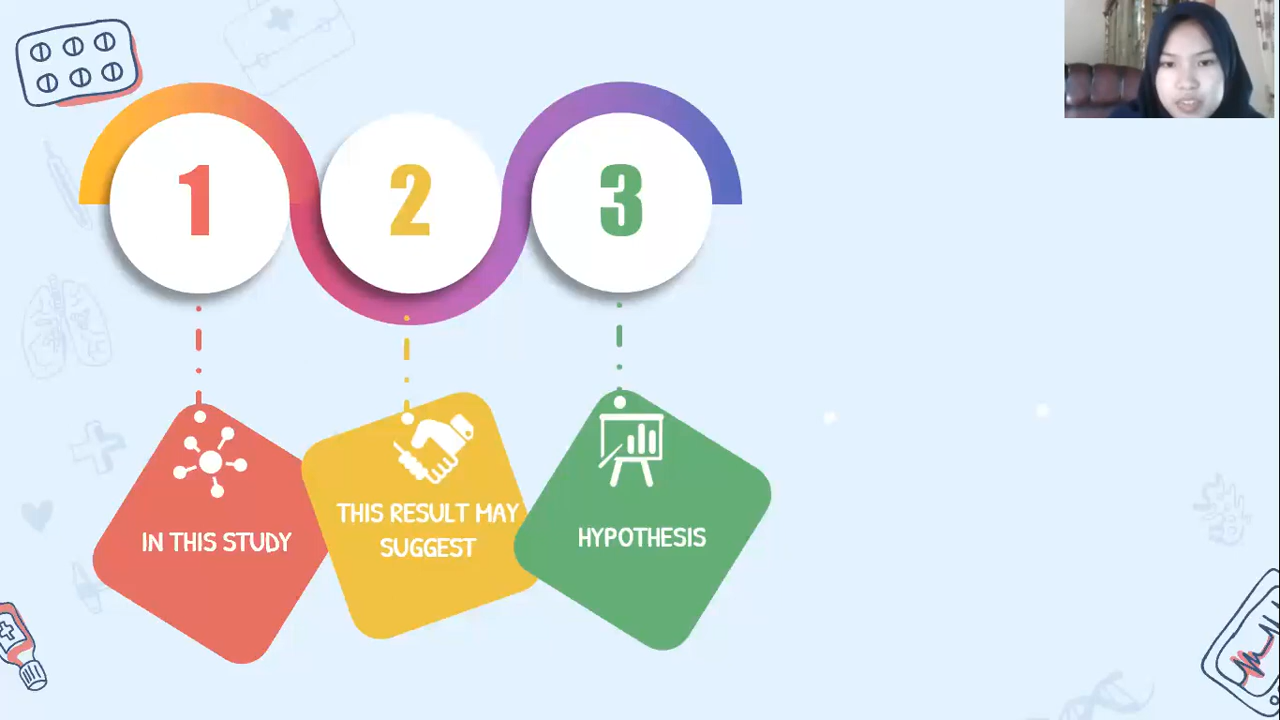 1
2
3
IN THIS STUDY
THIS RESULT MAY
SUGGEST
HYPOTHESIS